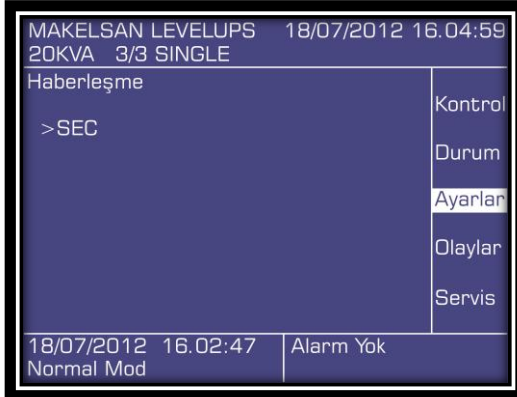 MAKELSAN LEVELUPS 18/07/2012 16.04:59
20KVA 3/3 SINGLE
Haberleşme
>SEC
Kontrol
Durum
Ayarlar
Olaylar
Servis
18/07/2012 16.02:47
Normal Mod
Alarm Yok